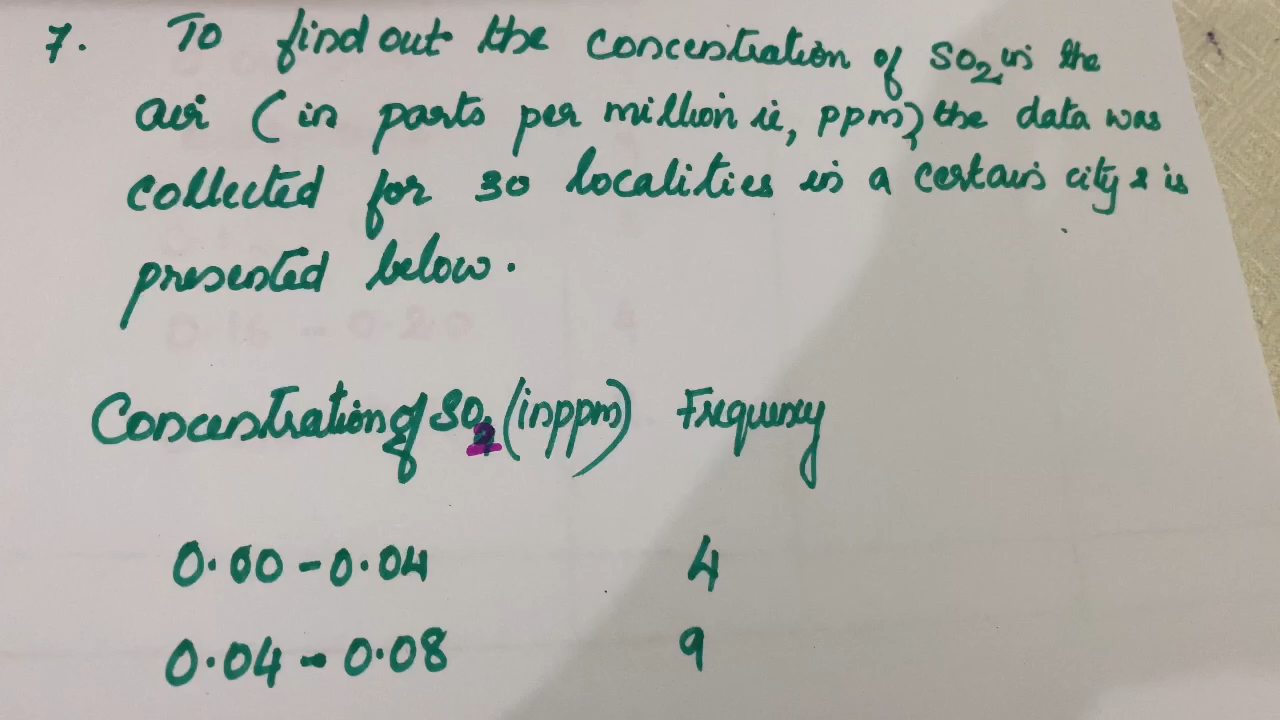 7. To find out the concentration of SO2 in the
air (in parts per million ie, ppm) the data was
collected for 30 localities in a certain city & is
presented below.
Concentration of SO2 (in ppm) Frequency
0.00 - 0.04 4
0.04 - 0.08 9